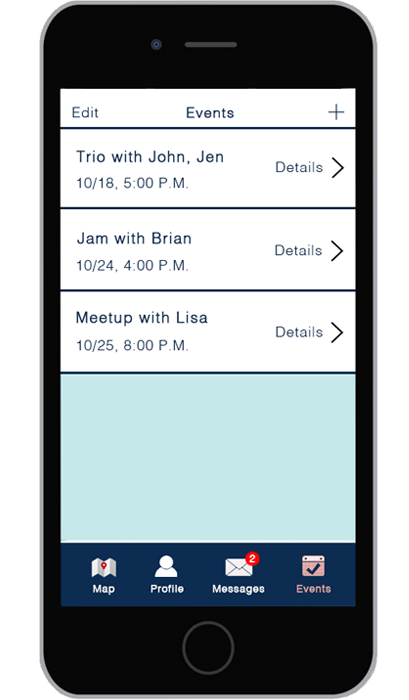 Edit Events +
Trio with John, Jen
10/18, 5:00 P.M.
Details
Jam with Brian
10/24, 4:00 P.M.
Details
Meetup with Lisa
10/25, 8:00 P.M.
Details
2
Map Profile Messages Events